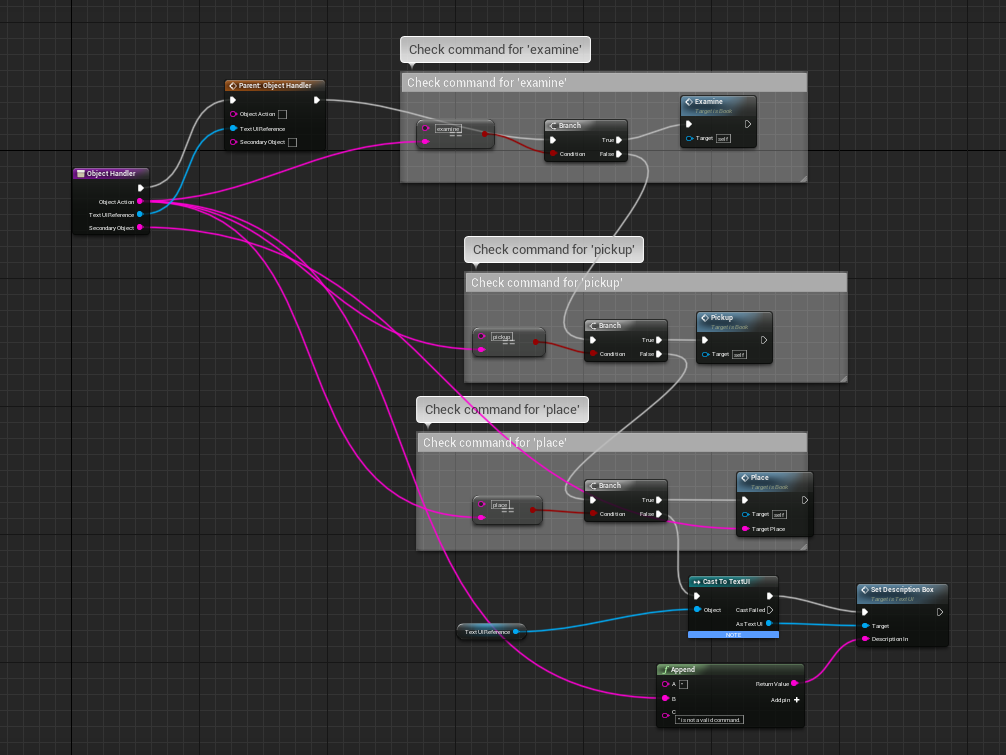 Check command for 'examine'
Check command for 'examine'
Parent: Object Handler
Object Action
Text UI Reference
Secondary Object
examine
==
Branch
True
Condition
False
Examine
Target is Book
Target
self
Object Handler
Object Action
Text UI Reference
Secondary Object
Check command for 'pickup'
Check command for 'pickup'
pickup
==
Branch
True
Condition
False
Pickup
Target is Book
Target
self
Check command for 'place'
Check command for 'place'
place
==
Branch
True
Condition
False
Place
Target is Book
Target
self
Target Place
Cast To TextUI
Object
Cast Failed
As Text UI
NOTE
Set Description Box
Target is Text UI
Target
Description In
Text UI Reference
Append
A
"
Return Value
B
Add pin +
C
" is not a valid command.